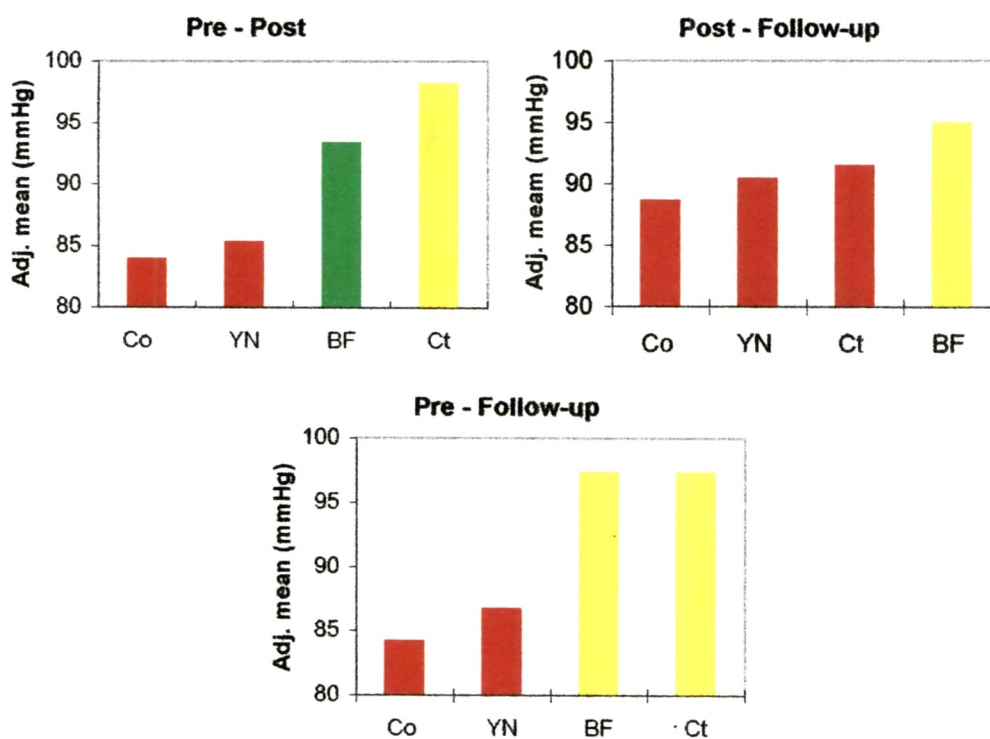 Pre - Post
Adj. mean (mmHg)
100
95
90
85
80
Co YN BF Ct
Post - Follow-up
Adj. meam (mmHg)
100
95
90
85
80
Co YN Ct BF
Pre - Follow-up
Adj. mean (mmHg)
100
95
90
85
80
Co YN BF Ct